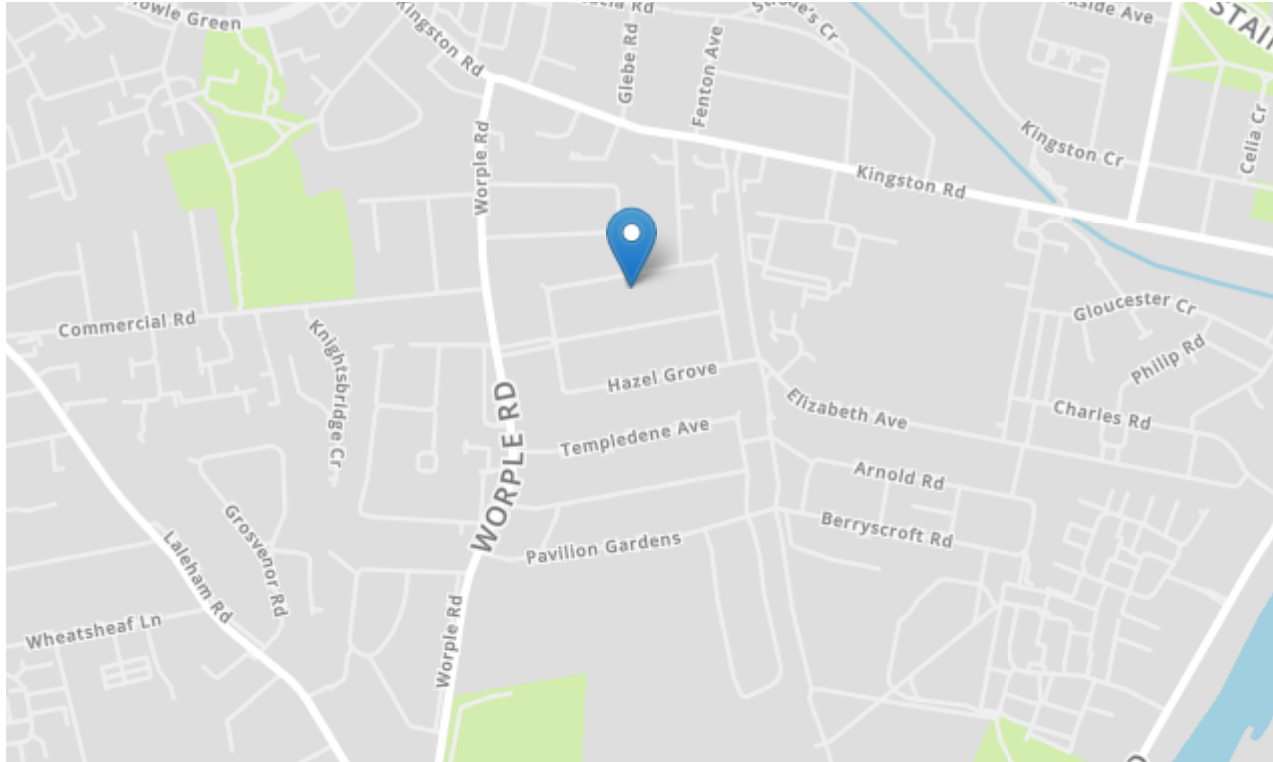 Kingston Rd
Glebe Rd
Fenton Ave
Worple Rd
Kingston Cr
Celia Cr
Kingston Rd
Commercial Rd
Knightsbridge Cr
Gloucester Cr
Philip Rd
Hazel Grove
WORPLE RD
Elizabeth Ave
Charles Rd
Templedene Ave
Arnold Rd
Grosvenor Rd
Laleham Rd
Berryscroft Rd
Pavilion Gardens
Wheatsheaf Ln
Worple Rd